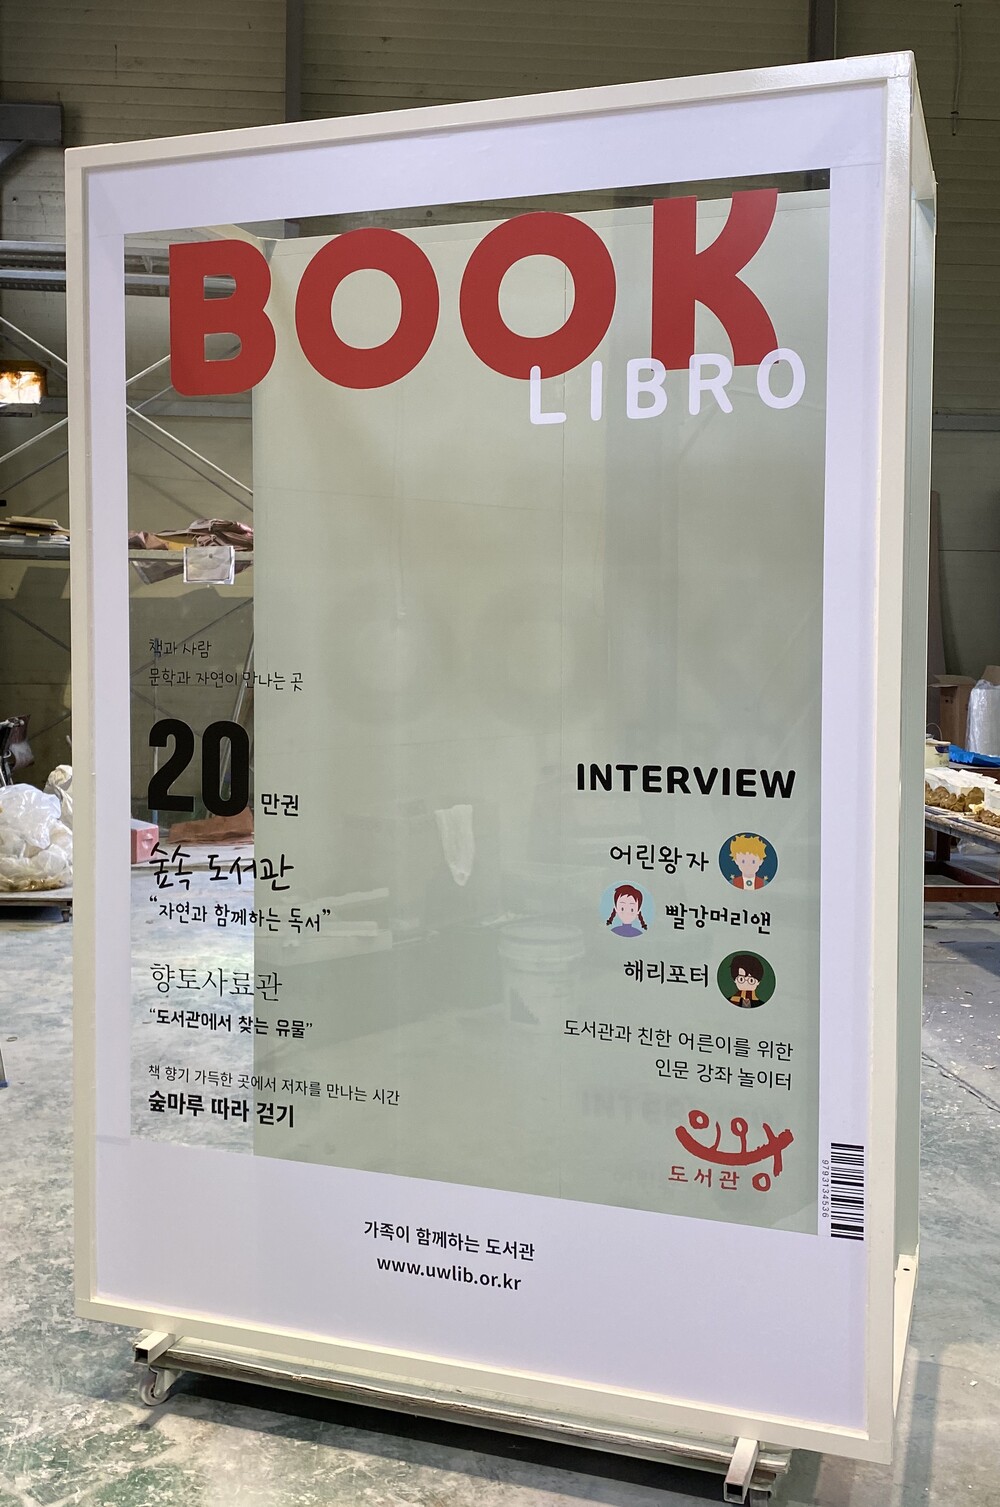 BOOK
LIBRO
책과 사람
문학과 자연이 만나는 곳
20 만권
숲속 도서관
“자연과 함께하는 독서”
향토사료관
“도서관에서 찾는 유물”
책 향기 가득한 곳에서 저자를 만나는 시간
숲마루 따라 걷기
INTERVIEW
어린왕자
빨강머리앤
해리포터
도서관과 친한 어른이를 위한
인문 강좌 놀이터
의왕
도서관
9793134536
가족이 함께하는 도서관
www.uwlib.or.kr